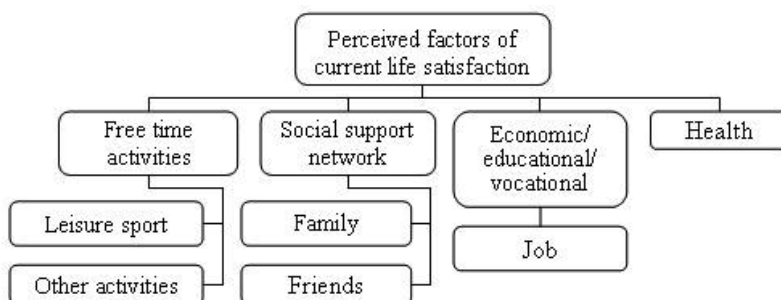 Perceived factors of
current life satisfaction
Free time
activities
Social support
network
Economic/
educational/
vocational
Health
Leisure sport
Family
Job
Other activities
Friends